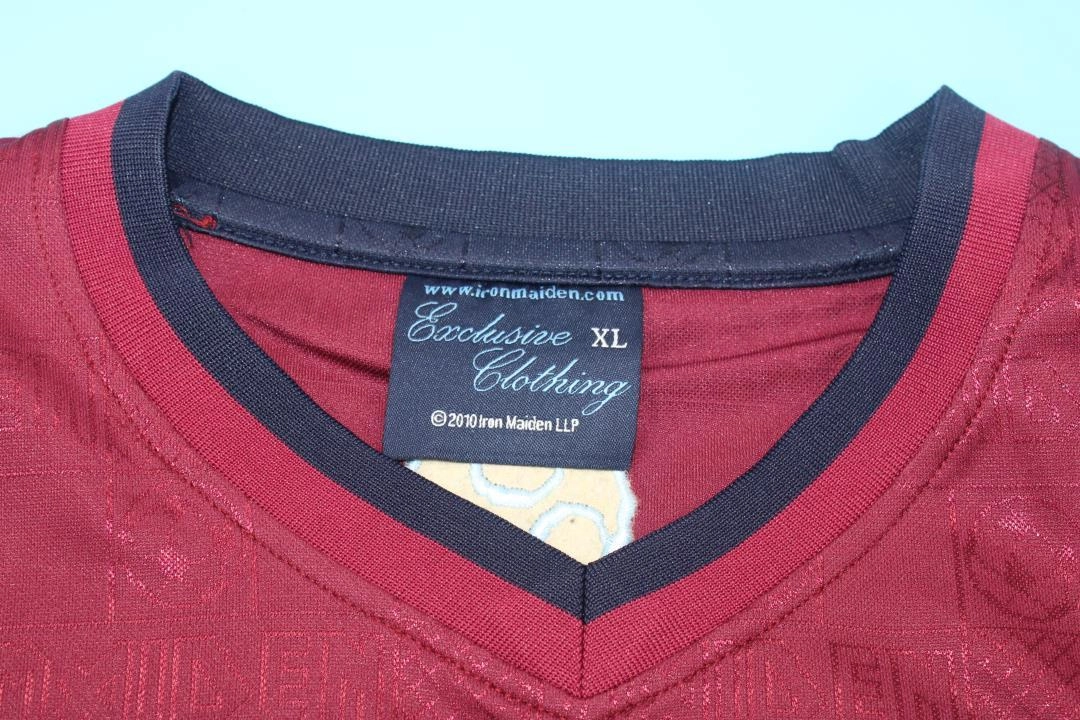 www.ironmaiden.com
Exclusive XL
Clothing
©2010 Iron Maiden LLP